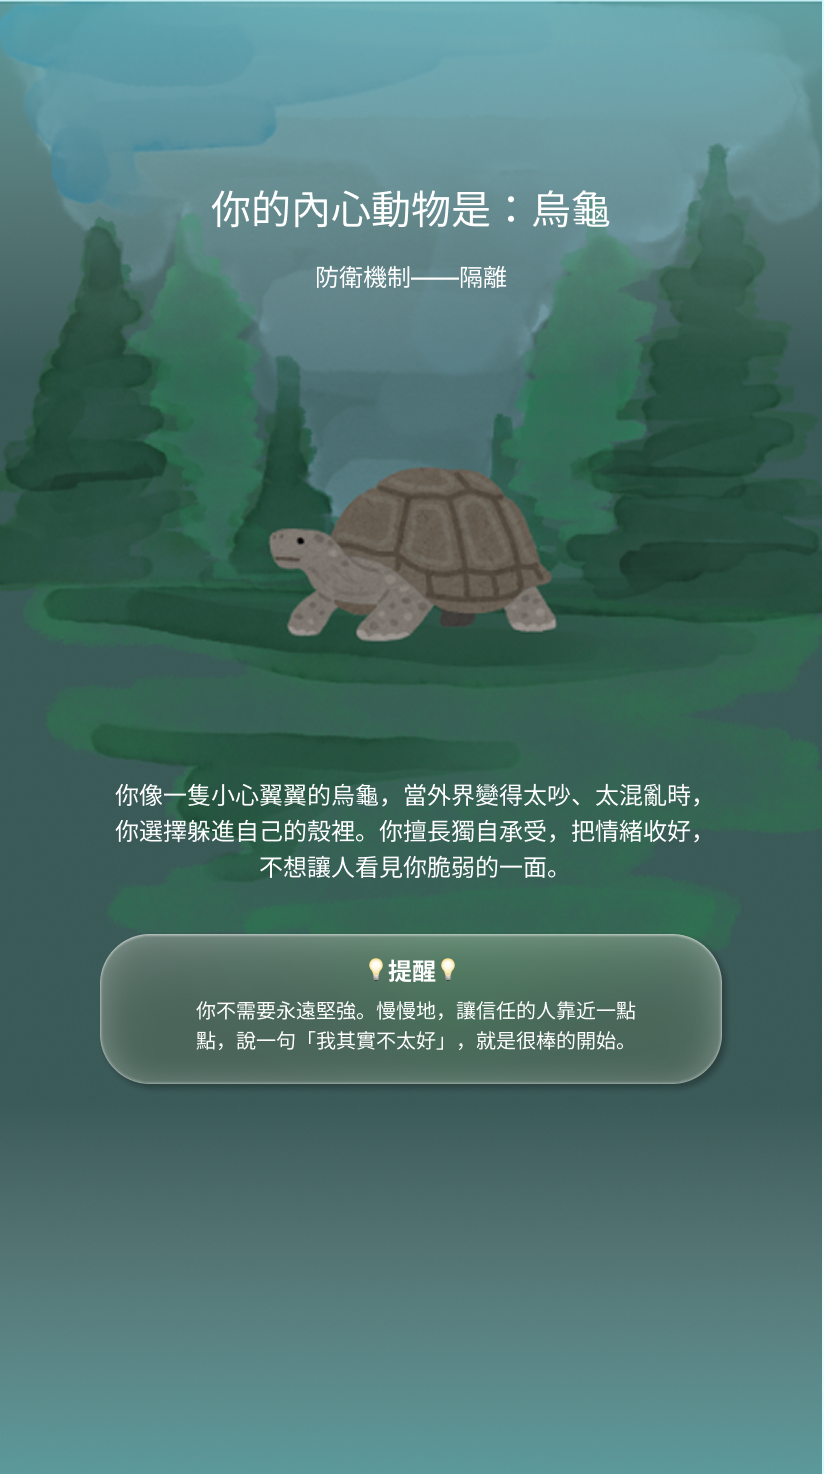 你的內心動物是：烏龜
防衛機制——隔離
你像一隻小心翼翼的烏龜，當外界變得太吵、太混亂時，
你選擇躲進自己的殼裡。你擅長獨自承受，把情緒收好，
不想讓人看見你脆弱的一面。
💡提醒💡
你不需要永遠堅強。慢慢地，讓信任的人靠近一點
點，說一句「我其實不太好」，就是很棒的開始。